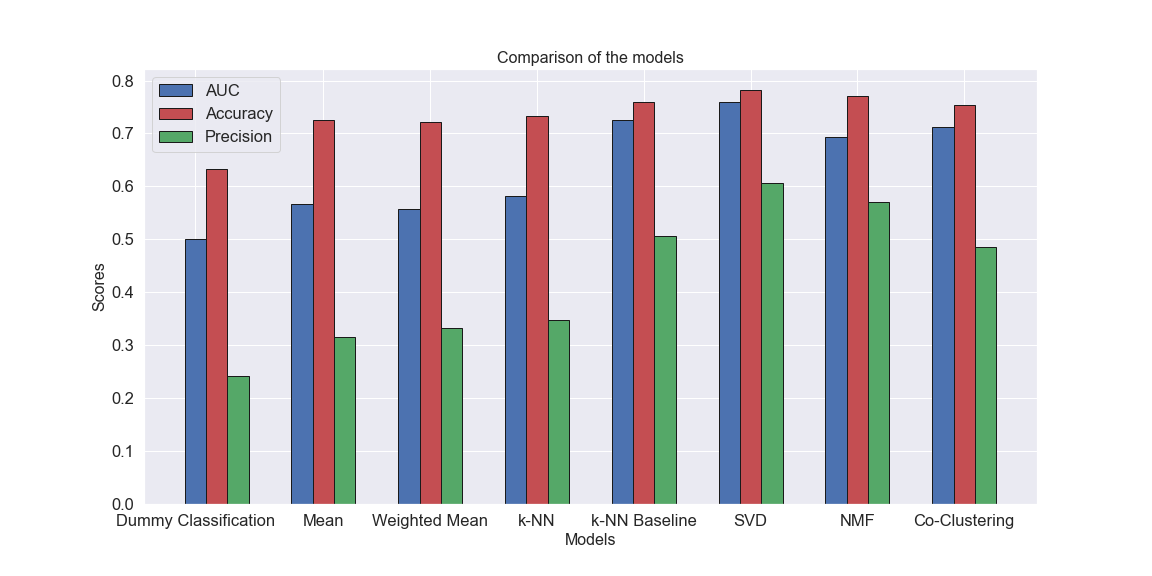 Comparison of the models
AUC
Accuracy
Precision
Scores
0.8
0.7
0.6
0.5
0.4
0.3
0.2
0.1
0.0
Dummy Classification Mean Weighted Mean k-NN k-NN Baseline SVD NMF Co-Clustering
Models